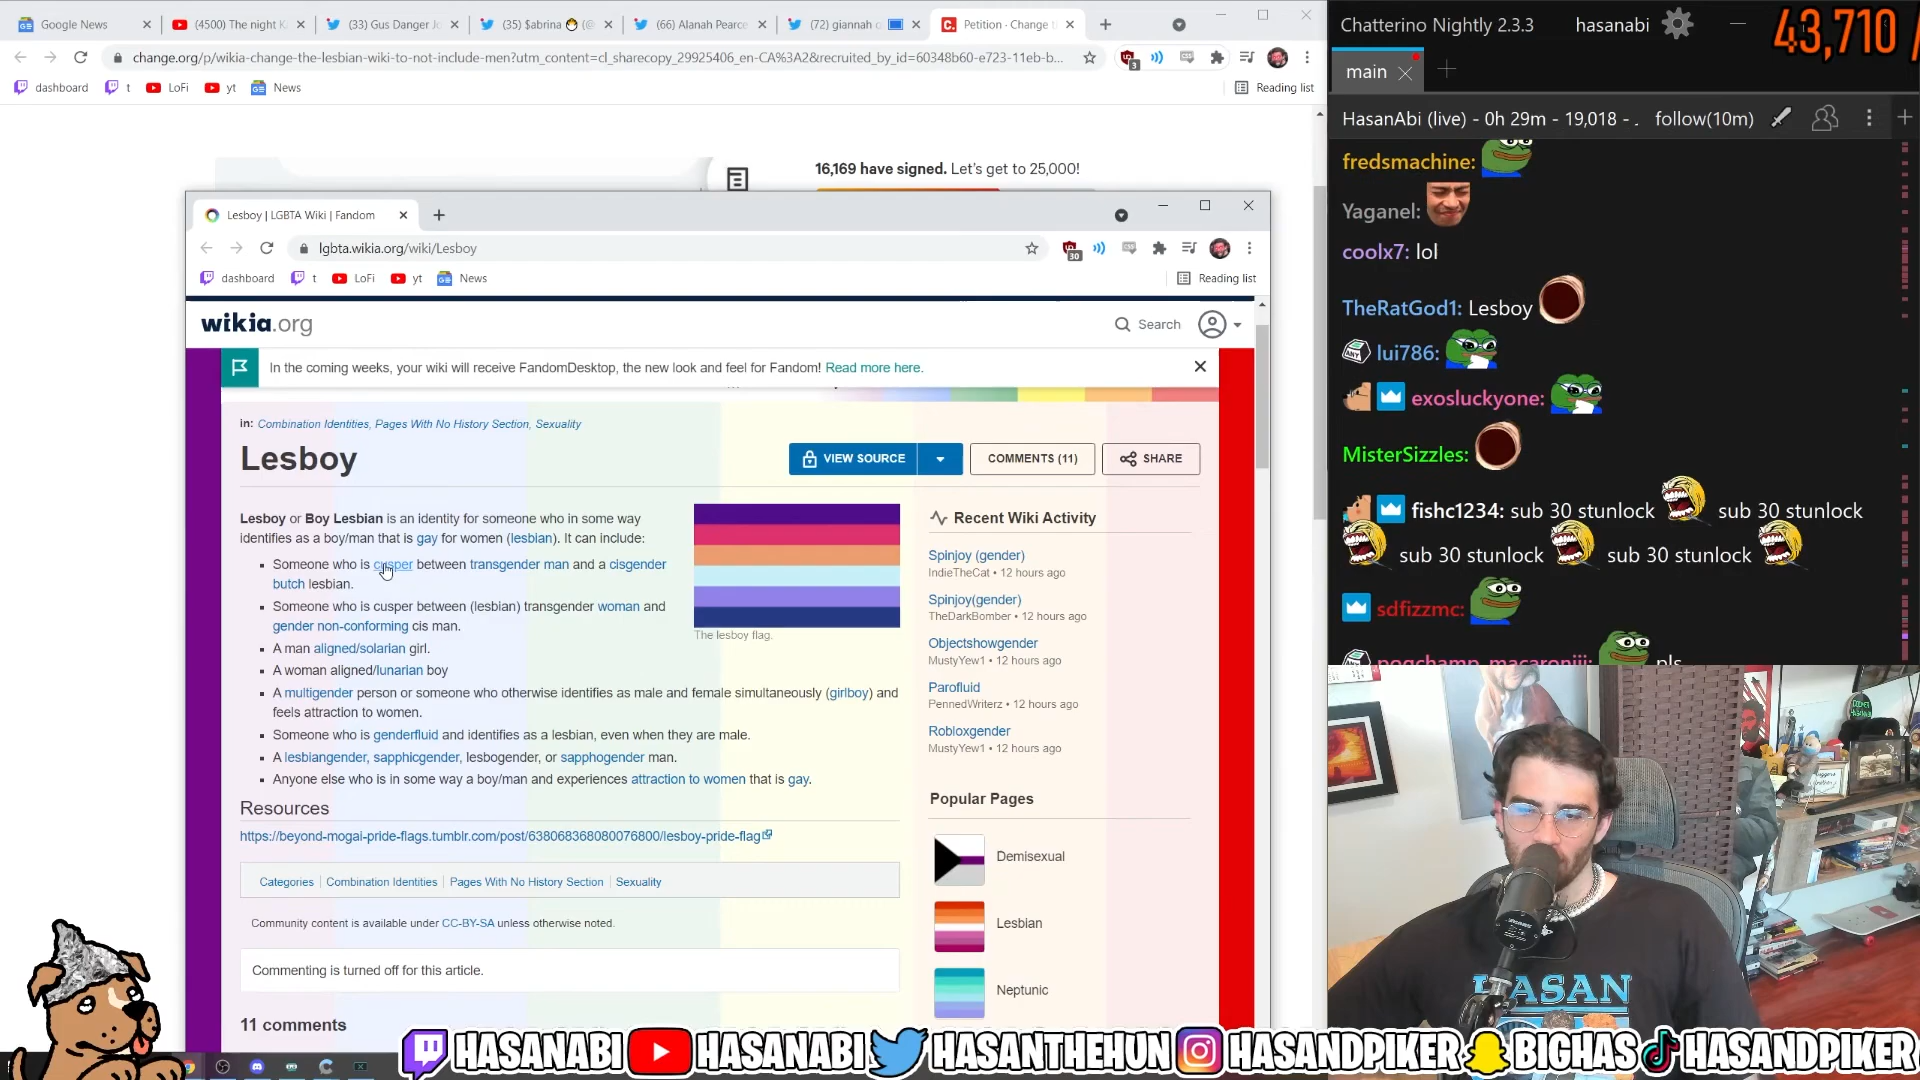 Google News
(4500) The night K
(33) Gus Danger Jo
(35) $abrina
(66) Alanah Pearce
(72) giannah
Petition · Change t
change.org/p/wikia-change-the-lesbian-wiki-to-not-include-men?utm_content=cl_sharecopy_29925406_en-CA%3A2&recruited_by_id=60348b60-e723-11eb-b...
dashboard
t
LoFi
yt
News
Reading list
16,169 have signed. Let's get to 25,000!
Lesboy | LGBTA Wiki | Fandom
lgbta.wikia.org/wiki/Lesboy
30
dashboard
t
LoFi
yt
News
Reading list
wikia.org
Search
In the coming weeks, your wiki will receive FandomDesktop, the new look and feel for Fandom! Read more here.
in: Combination Identities, Pages With No History Section, Sexuality
Lesboy
VIEW SOURCE
COMMENTS (11)
SHARE
Lesboy or Boy Lesbian is an identity for someone who in some way
identifies as a boy/man that is gay for women (lesbian). It can include:
Someone who is cusper between transgender man and a cisgender
butch lesbian.
Someone who is cusper between (lesbian) transgender woman and
gender non-conforming cis man.
A man aligned/solarian girl.
A woman aligned/lunarian boy
A multigender person or someone who otherwise identifies as male and female simultaneously (girlboy) and
feels attraction to women.
Someone who is genderfluid and identifies as a lesbian, even when they are male.
A lesbiangender, sapphicgender, lesbogender, or sapphogender man.
Anyone else who is in some way a boy/man and experiences attraction to women that is gay.
The lesboy flag.
Resources
https://beyond-mogai-pride-flags.tumblr.com/post/638068368080076800/lesboy-pride-flag
Categories
Combination Identities
Pages With No History Section
Sexuality
Community content is available under CC-BY-SA unless otherwise noted.
Commenting is turned off for this article.
11 comments
Recent Wiki Activity
Spinjoy (gender)
IndieTheCat • 12 hours ago
Spinjoy(gender)
TheDarkBomber • 12 hours ago
Objectshowgender
MustyYew1 • 12 hours ago
Parofluid
PennedWriterz • 12 hours ago
Robloxgender
MustyYew1 • 12 hours ago
Popular Pages
Demisexual
Lesbian
Neptunic
Chatterino Nightly 2.3.3
hasanabi
43,710 /
main
HasanAbi (live) - 0h 29m - 19,018 - .
follow(10m)
fredsmachine:
Yaganel:
coolx7: lol
TheRatGod1: Lesboy
lui786:
exosluckyone:
MisterSizzles:
fishc1234: sub 30 stunlock sub 30 stunlock
sub 30 stunlock sub 30 stunlock
sdfizzmc:
pogchamp_macaroniii: pls
HASAN
HASANABI
HASANABI
HASANTHEHUN
HASANDPIKER
BIGHAS
HASANDPIKER